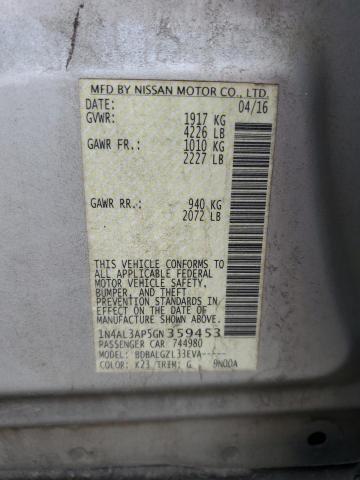 MFD BY NISSAN MOTOR CO., LTD.
DATE: 04/16
GVWR: 1917 KG
4226 LB
GAWR FR.: 1010 KG
2227 LB
GAWR RR.: 940 KG
2072 LB
THIS VEHICLE CONFORMS TO
ALL APPLICABLE FEDERAL
MOTOR VEHICLE SAFETY,
BUMPER, AND THEFT
PREVENTION STANDARDS
IN EFFECT ON THE DATE
OF MANUFACTURE SHOWN
ABOVE.
1N4AL3AP5GN359453
PASSENGER CAR 744980
MODEL: BDBALGZL33EVA-----
COLOR: K23 TRIM: G 9N00A